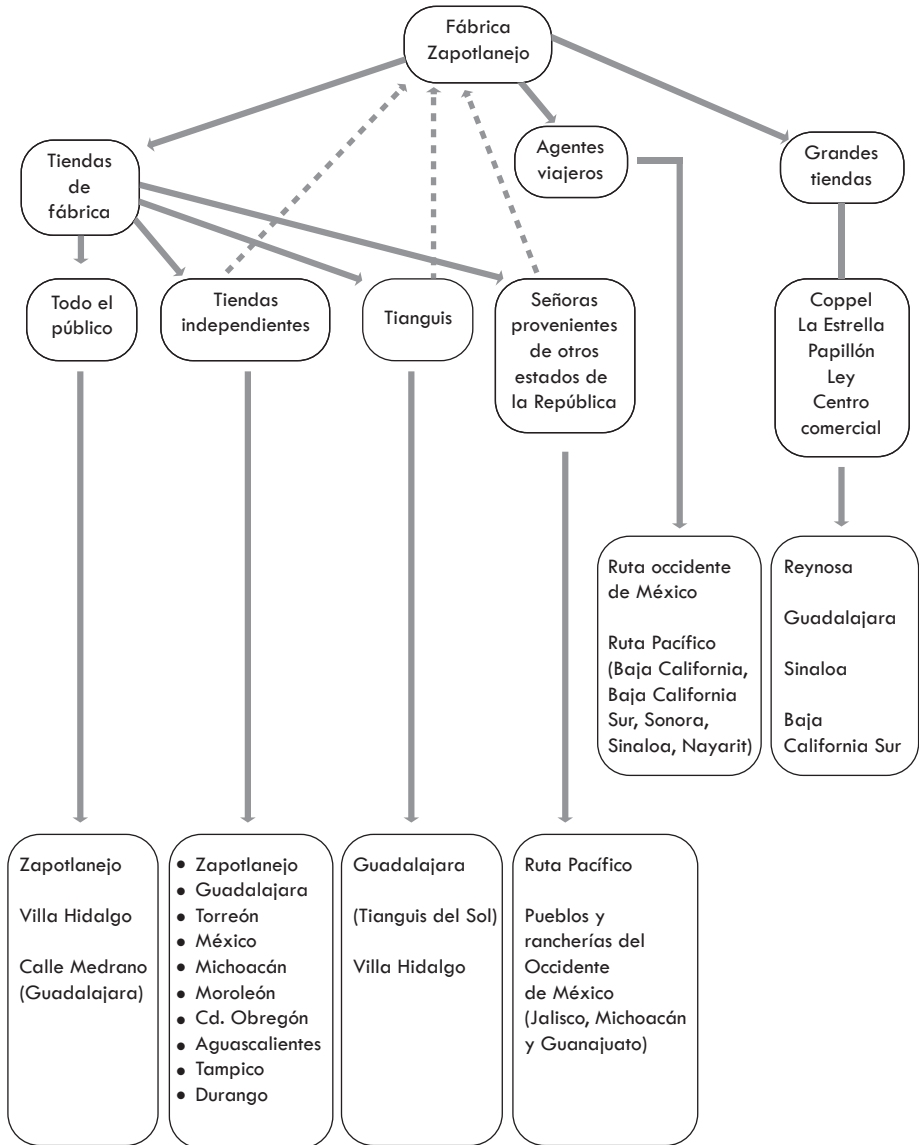 Fábrica
Zapotlanejo
Tiendas
de
fábrica
Agentes
viajeros
Grandes
tiendas
Todo el
público
Tiendas
independientes
Tianguis
Señoras
provenientes
de otros
estados de
la República
Coppel
La Estrella
Papillón
Ley
Centro
comercial
Ruta occidente
de México
Ruta Pacífico
(Baja California,
Baja California
Sur, Sonora,
Sinaloa, Nayarit)
Reynosa
Guadalajara
Sinaloa
Baja
California Sur
Zapotlanejo
Villa Hidalgo
Calle Medrano
(Guadalajara)
• Zapotlanejo
• Guadalajara
• Torreón
• México
• Michoacán
• Moroleón
• Cd. Obregón
• Aguascalientes
• Tampico
• Durango
Guadalajara
(Tianguis del Sol)
Villa Hidalgo
Ruta Pacífico
Pueblos y
rancherías del
Occidente
de México
(Jalisco, Michoacán
y Guanajuato)